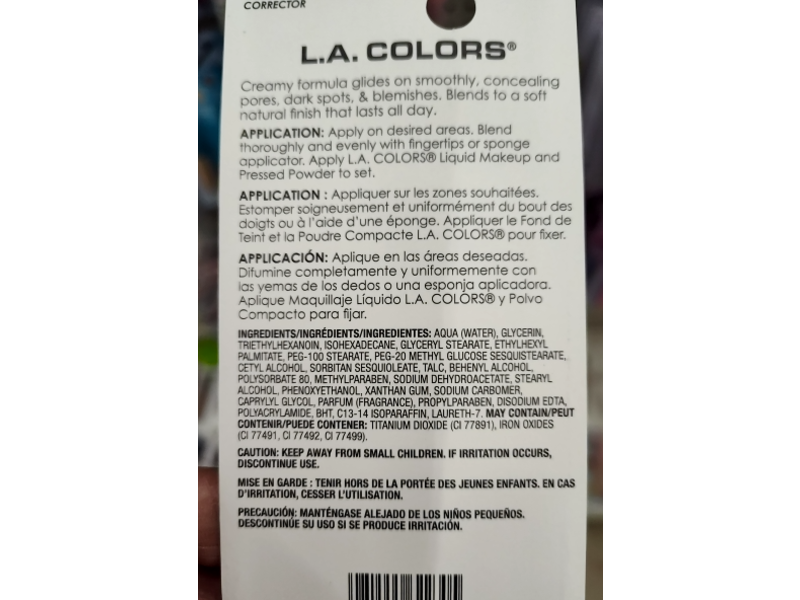 CORRECTOR
L.A. COLORS®
Creamy formula glides on smoothly, concealing
pores, dark spots, & blemishes. Blends to a soft
natural finish that lasts all day.
APPLICATION: Apply on desired areas. Blend
thoroughly and evenly with fingertips or sponge
applicator. Apply L.A. COLORS® Liquid Makeup and
Pressed Powder to set.
APPLICATION : Appliquer sur les zones souhaitées.
Estomper soigneusement et uniformément du bout des
doigts ou à l'aide d'une éponge. Appliquer le Fond de
Teint et la Poudre Compacte L.A. COLORS® pour fixer.
APPLICACIÓN: Aplique en las áreas deseadas.
Difumine completamente y uniformemente con
las yemas de los dedos o una esponja aplicadora.
Aplique Maquillaje Líquido L.A. COLORS® y Polvo
Compacto para fijar.
INGREDIENTS/INGRÉDIENTS/INGREDIENTES: AQUA (WATER), GLYCERIN,
TRIETHYLHEXANOIN, ISOHEXADECANE, GLYCERYL STEARATE, ETHYLHEXYL
PALMITATE, PEG-100 STEARATE, PEG-20 METHYL GLUCOSE SESQUISTEARATE,
CETYL ALCOHOL, SORBITAN SESQUIOLEATE, TALC, BEHENYL ALCOHOL,
POLYSORBATE 80, METHYLPARABEN, SODIUM DEHYDROACETATE, STEARYL
ALCOHOL, PHENOXYETHANOL, XANTHAN GUM, SODIUM CARBOMER,
CAPRYLYL GLYCOL, PARFUM (FRAGRANCE), PROPYLPARABEN, DISODIUM EDTA,
POLYACRYLAMIDE, BHT, C13-14 ISOPARAFFIN, LAURETH-7. MAY CONTAIN/PEUT
CONTENIR/PUEDE CONTENER: TITANIUM DIOXIDE (CI 77891), IRON OXIDES
(CI 77491, CI 77492, CI 77499).
CAUTION: KEEP AWAY FROM SMALL CHILDREN. IF IRRITATION OCCURS,
DISCONTINUE USE.
MISE EN GARDE : TENIR HORS DE LA PORTÉE DES JEUNES ENFANTS. EN CAS
D'IRRITATION, CESSER L'UTILISATION.
PRECAUCIÓN: MANTÉNGASE ALEJADO DE LOS NIÑOS PEQUEÑOS.
DESCONTINÚE SU USO SI SE PRODUCE IRRITACIÓN.